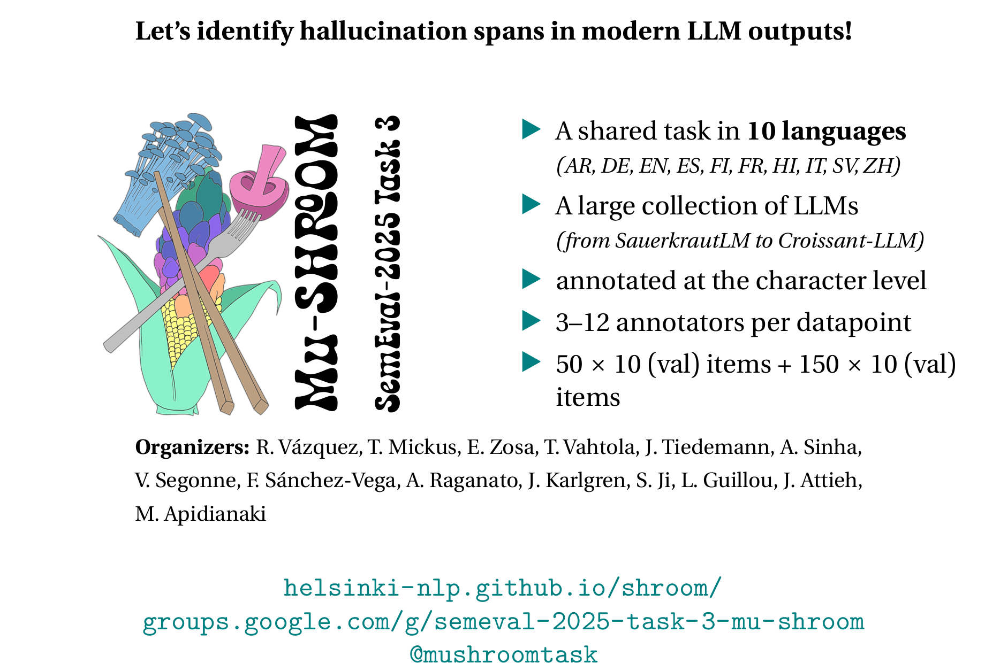 Let’s identify hallucination spans in modern LLM outputs!
Mu-SHROOM
SemEval-2025 Task 3
▶ A shared task in 10 languages
(AR, DE, EN, ES, FI, FR, HI, IT, SV, ZH)
▶ A large collection of LLMs
(from SauerkrautLM to Croissant-LLM)
▶ annotated at the character level
▶ 3–12 annotators per datapoint
▶ 50 × 10 (val) items + 150 × 10 (val)
items
Organizers: R. Vázquez, T. Mickus, E. Zosa, T. Vahtola, J. Tiedemann, A. Sinha,
V. Segonne, F. Sánchez-Vega, A. Raganato, J. Karlgren, S. Ji, L. Guillou, J. Attieh,
M. Apidianaki
helsinki-nlp.github.io/shroom/
groups.google.com/g/semeval-2025-task-3-mu-shroom
@mushroomtask